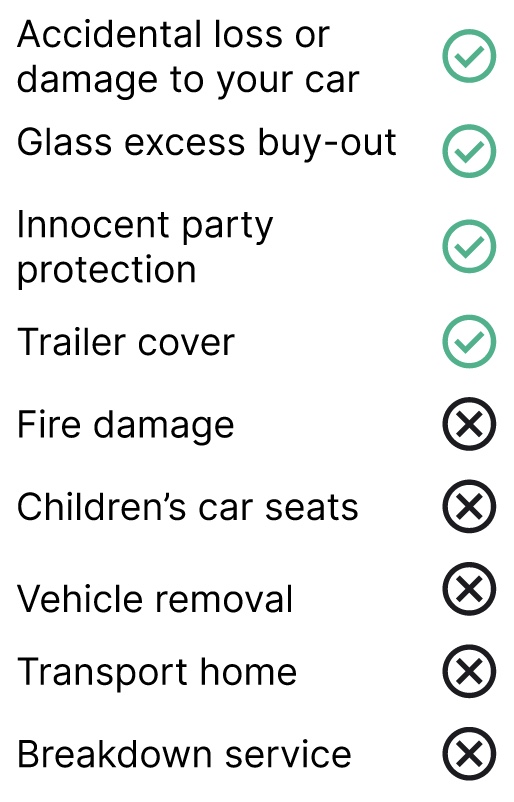 Accidental loss or
damage to your car
Glass excess buy-out
Innocent party
protection
Trailer cover
Fire damage
Children’s car seats
Vehicle removal
Transport home
Breakdown service